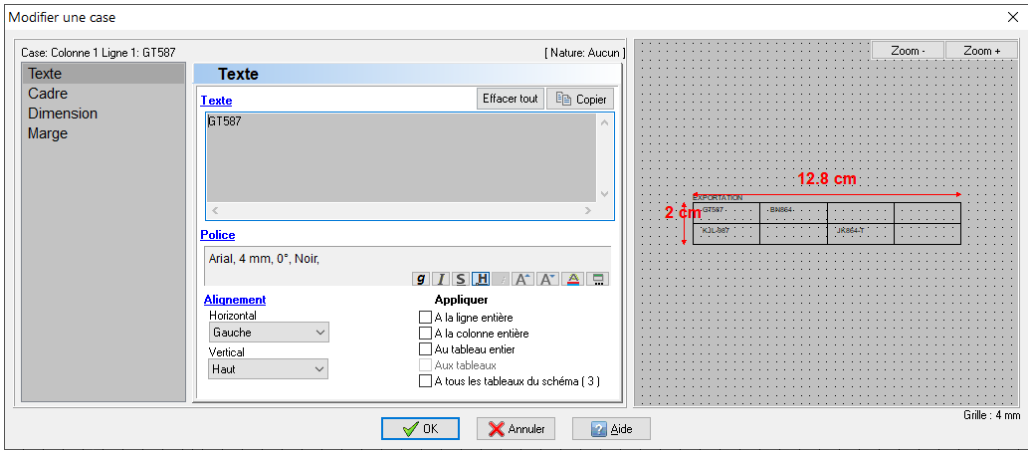 Modifier une case
Case: Colonne 1 Ligne 1: GT587
[ Nature: Aucun ]
Texte
Cadre
Dimension
Marge
Texte
Texte
Effacer tout
Copier
GT587
Police
Arial, 4 mm, 0°, Noir,
g I S H A A A
Alignement
Horizontal
Gauche
Vertical
Haut
Appliquer
A la ligne entière
A la colonne entière
Au tableau entier
Aux tableaux
A tous les tableaux du schéma ( 3 )
Zoom - Zoom +
12.8 cm
EXPORTATION
2 cm
GT587 BN864
KJL-987 JK864-T
Grille : 4 mm
OK Annuler Aide